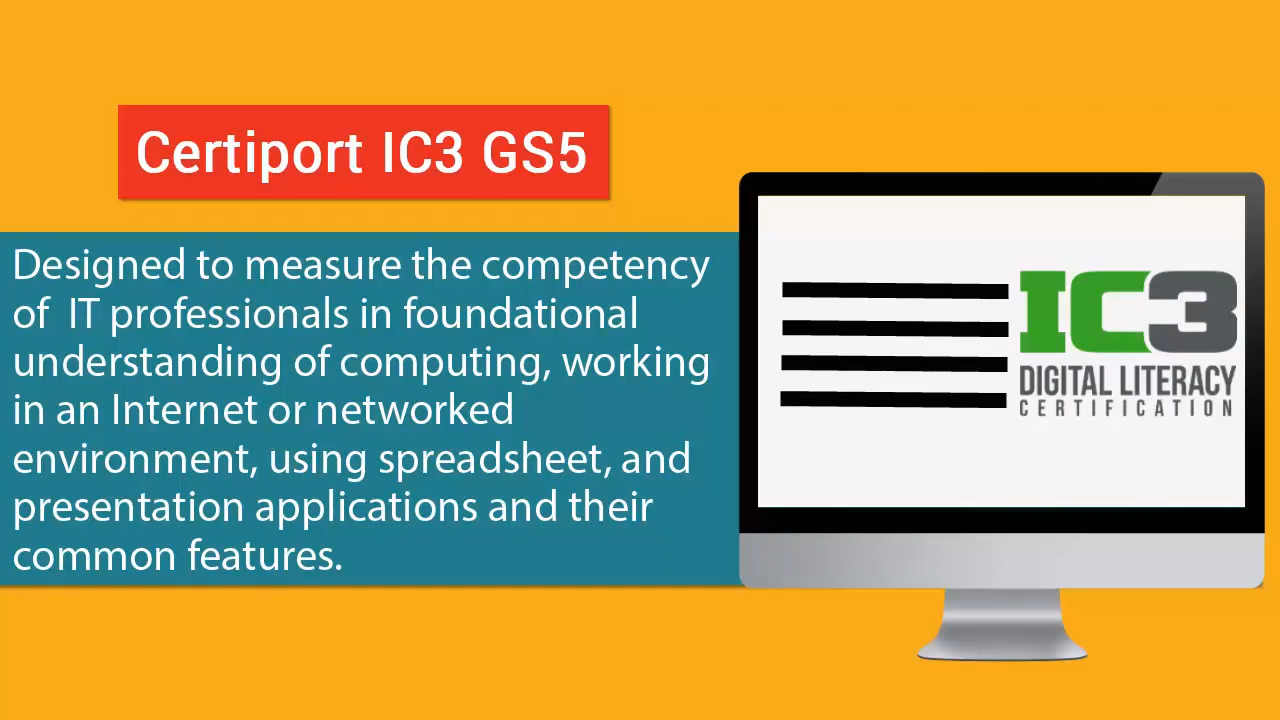 Certiport IC3 GS5
Designed to measure the competency
of  IT professionals in foundational
understanding of computing, working
in an Internet or networked
environment, using spreadsheet, and
presentation applications and their
common features.
IC3
DIGITAL LITERACY
CERTIFICATION